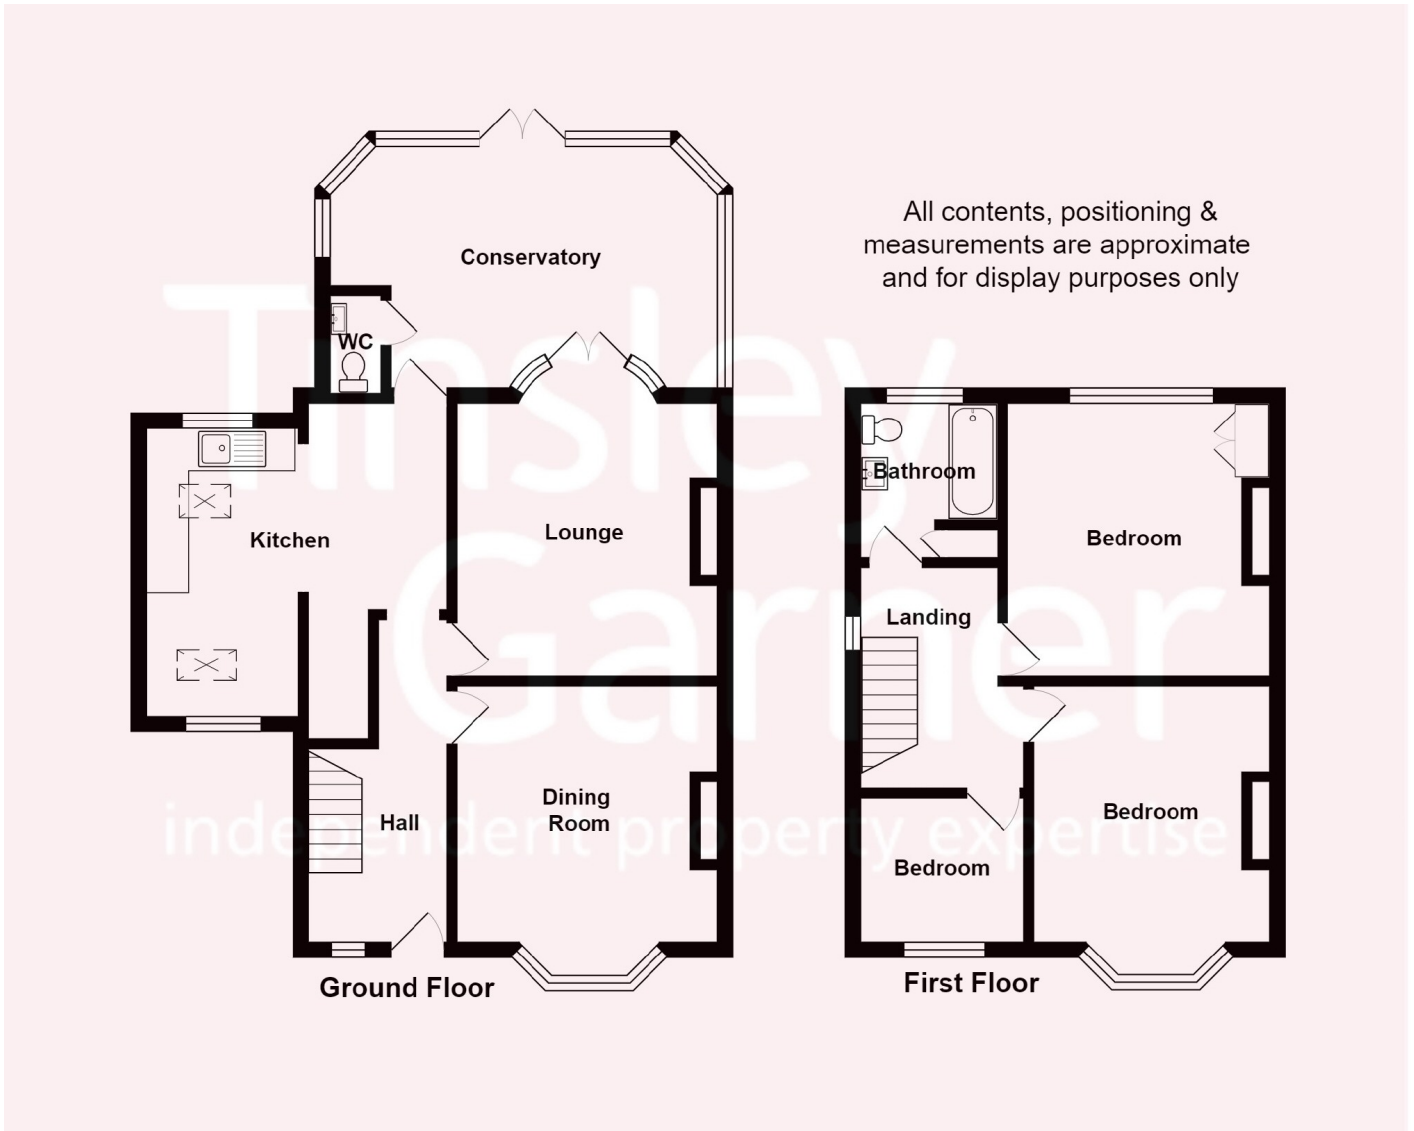 All contents, positioning &
measurements are approximate
and for display purposes only
Conservatory
WC
Kitchen
Lounge
Hall
Dining
Room
Ground Floor
Bathroom
Bedroom
Landing
Bedroom
Bedroom
First Floor
Tinsley
Garner
independent property expertise